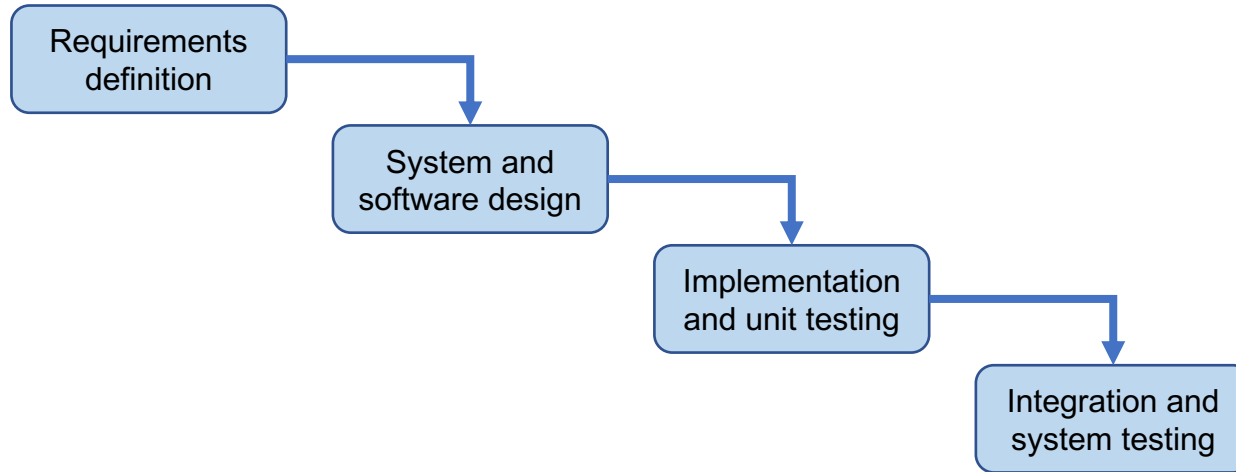 Requirements
definition
System and
software design
Implementation
and unit testing
Integration and
system testing